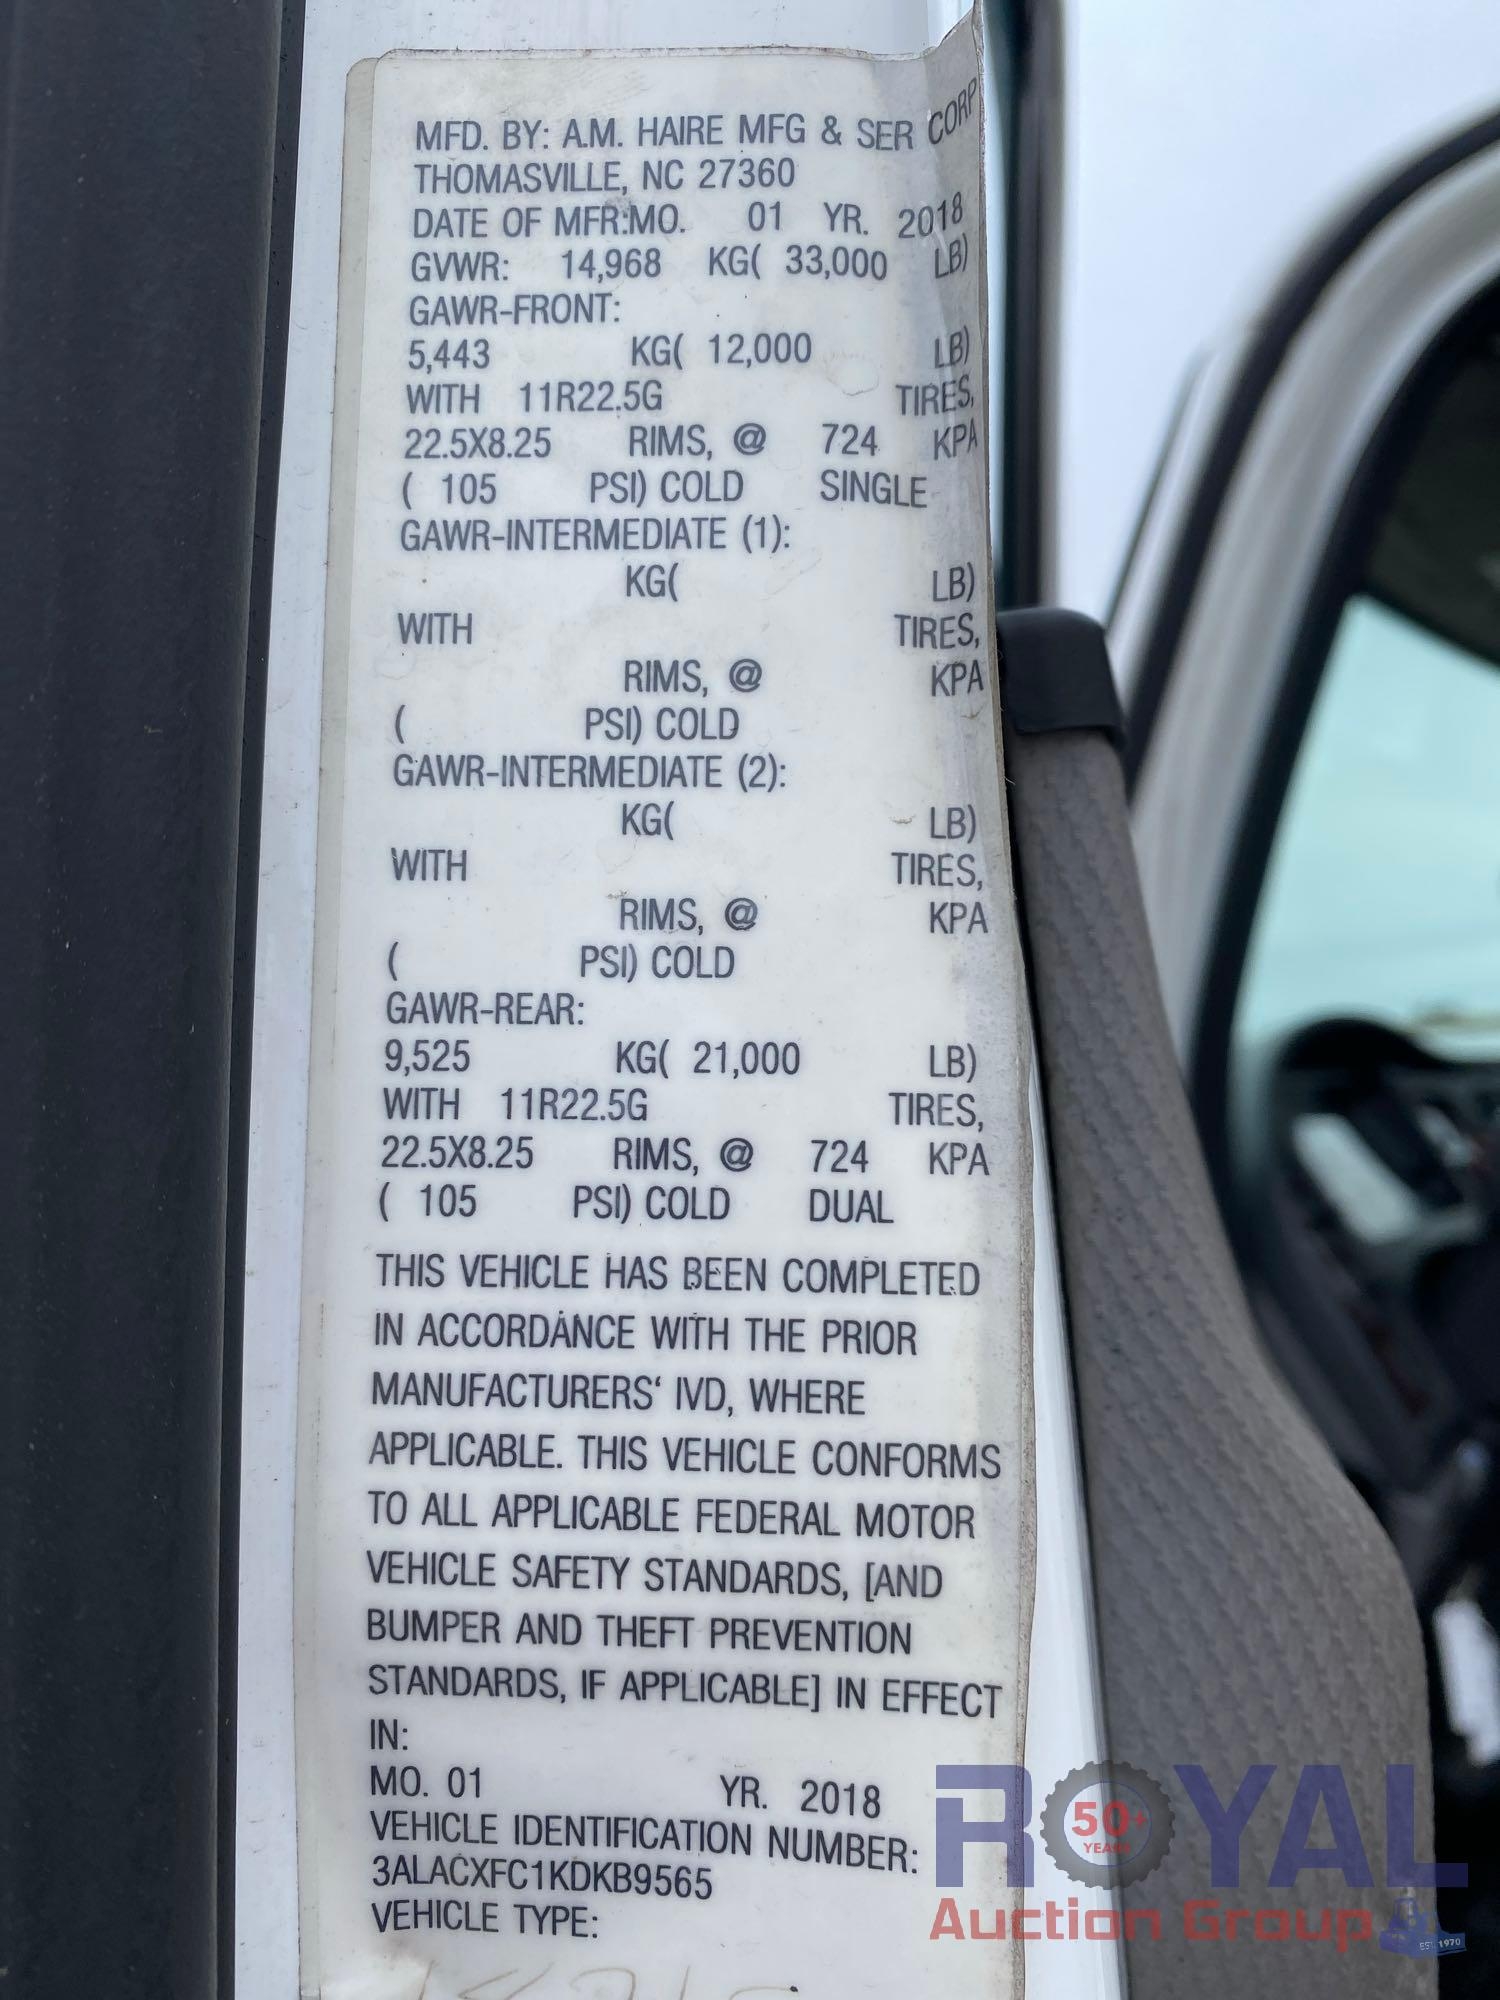 MFD. BY: A.M. HAIRE MFG & SER CORP
THOMASVILLE, NC 27360
DATE OF MFR:MO. 01 YR. 2018
GVWR: 14,968 KG( 33,000 LB)
GAWR-FRONT:
5,443 KG( 12,000 LB)
WITH 11R22.5G TIRES,
22.5X8.25 RIMS, @ 724 KPA
( 105 PSI) COLD SINGLE
GAWR-INTERMEDIATE (1):
KG( LB)
WITH TIRES,
RIMS, @ KPA
( PSI) COLD
GAWR-INTERMEDIATE (2):
KG( LB)
WITH TIRES,
RIMS, @ KPA
( PSI) COLD
GAWR-REAR:
9,525 KG( 21,000 LB)
WITH 11R22.5G TIRES,
22.5X8.25 RIMS, @ 724 KPA
( 105 PSI) COLD DUAL
THIS VEHICLE HAS BEEN COMPLETED
IN ACCORDANCE WITH THE PRIOR
MANUFACTURERS' IVD, WHERE
APPLICABLE. THIS VEHICLE CONFORMS
TO ALL APPLICABLE FEDERAL MOTOR
VEHICLE SAFETY STANDARDS, [AND
BUMPER AND THEFT PREVENTION
STANDARDS, IF APPLICABLE] IN EFFECT
IN:
MO. 01 YR. 2018
VEHICLE IDENTIFICATION NUMBER:
3ALACXFC1KDKB9565
VEHICLE TYPE:
ROYAL
50+
YEARS
Auction Group
EST. 1970